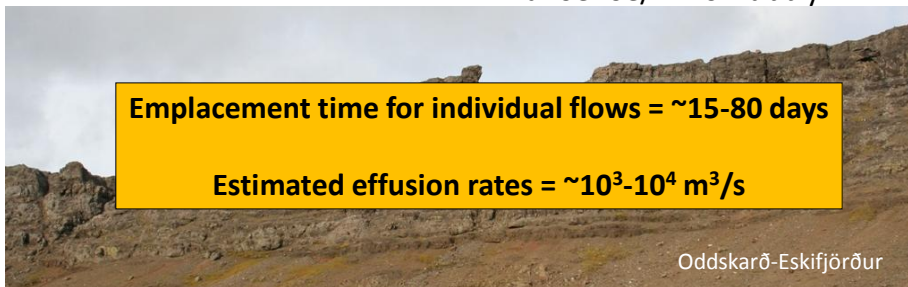 Emplacement time for individual flows = ~15-80 days
Estimated effusion rates = ~10³-10⁴ m³/s
Oddskarð-Eskifjörður